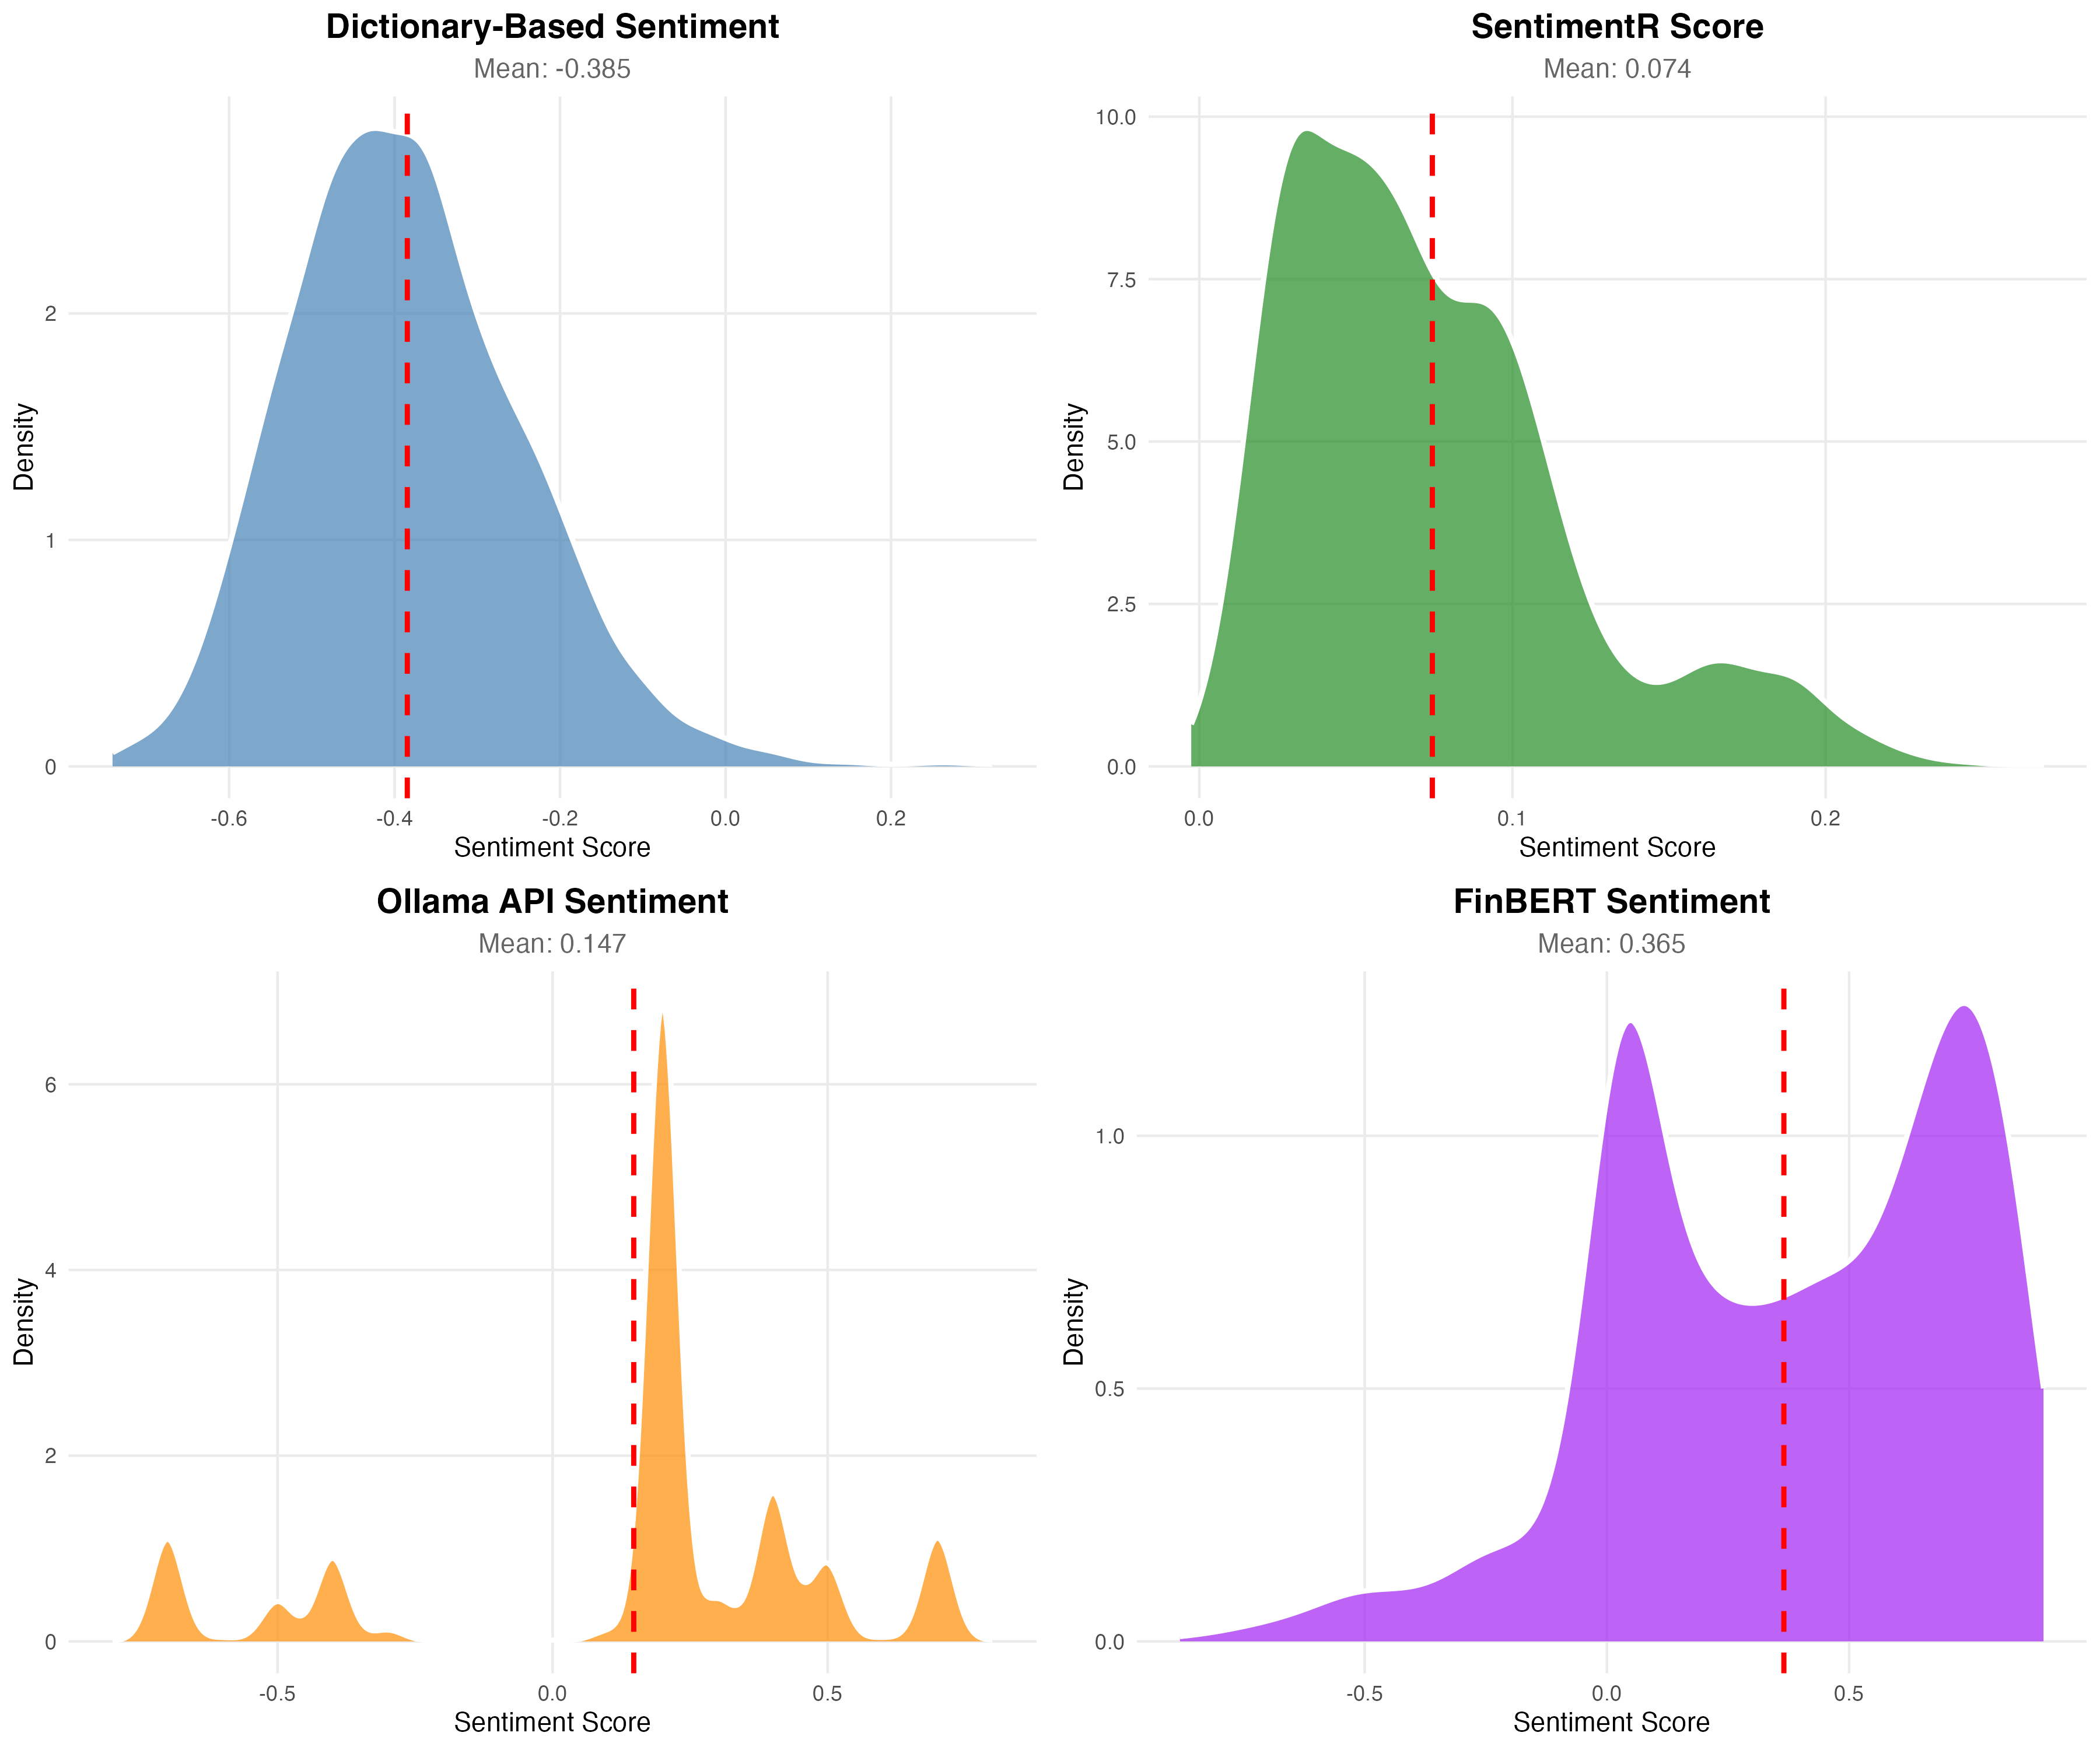 Dictionary-Based Sentiment
Mean: -0.385
Density
2
1
0
-0.6 -0.4 -0.2 0.0 0.2
Sentiment Score
SentimentR Score
Mean: 0.074
Density
10.0
7.5
5.0
2.5
0.0
0.0 0.1 0.2
Sentiment Score
Ollama API Sentiment
Mean: 0.147
Density
6
4
2
0
-0.5 0.0 0.5
Sentiment Score
FinBERT Sentiment
Mean: 0.365
Density
1.0
0.5
0.0
-0.5 0.0 0.5
Sentiment Score